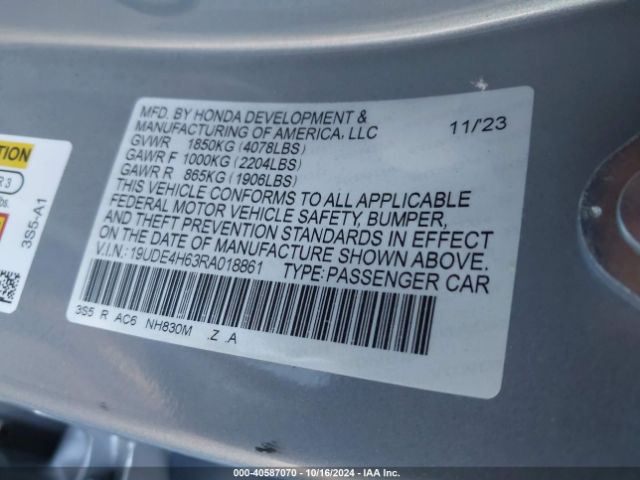 MFD. BY HONDA DEVELOPMENT &
MANUFACTURING OF AMERICA, LLC 11/'23
GVWR 1850KG (4078LBS)
GAWR F 1000KG (2204LBS)
GAWR R 865KG (1906LBS)
THIS VEHICLE CONFORMS TO ALL APPLICABLE
FEDERAL MOTOR VEHICLE SAFETY, BUMPER,
AND THEFT PREVENTION STANDARDS IN EFFECT
ON THE DATE OF MANUFACTURE SHOWN ABOVE.
V.I.N: 19UDE4H63RA018861 TYPE: PASSENGER CAR
3S5 R AC6 NH830M .Z .A
TION
R 3
bs.
3S5-A1
000-40587070 - 10/16/2024 - IAA Inc.